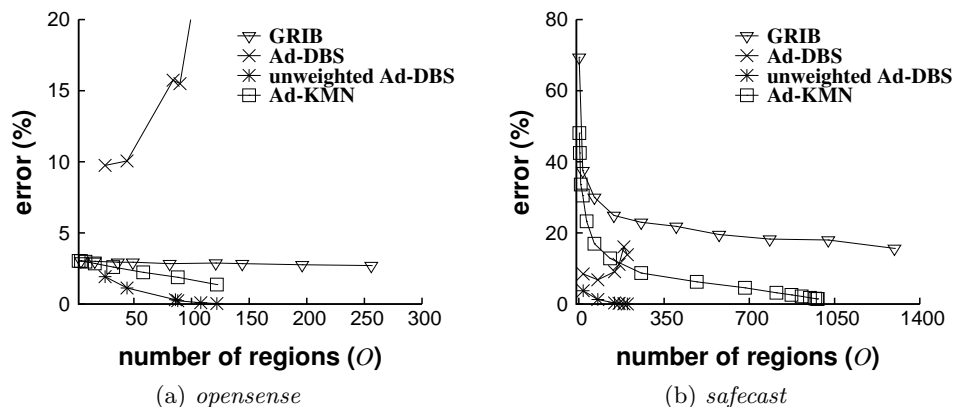 20
15
10
5
0
error (%)
GRIB
Ad-DBS
unweighted Ad-DBS
Ad-KMN
50 100 150 200 250 300
number of regions (O)
(a) opensense
80
60
40
20
0
error (%)
GRIB
Ad-DBS
unweighted Ad-DBS
Ad-KMN
0 350 700 1050 1400
number of regions (O)
(b) safecast